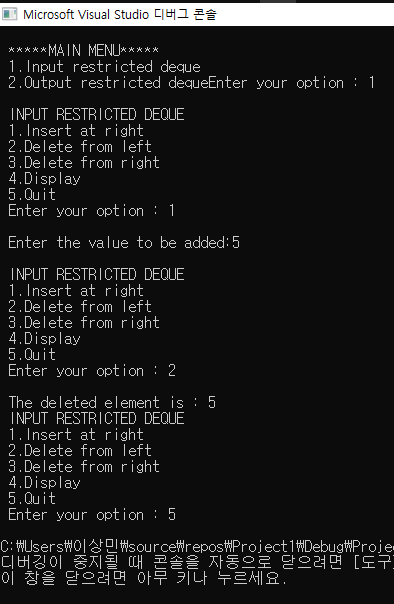 Microsoft Visual Studio 디버그 콘솔
*****MAIN MENU*****
1.Input restricted deque
2.Output restricted dequeEnter your option : 1
INPUT RESTRICTED DEQUE
1.Insert at right
2.Delete from left
3.Delete from right
4.Display
5.Quit
Enter your option : 1
Enter the value to be added:5
INPUT RESTRICTED DEQUE
1.Insert at right
2.Delete from left
3.Delete from right
4.Display
5.Quit
Enter your option : 2
The deleted element is : 5
INPUT RESTRICTED DEQUE
1.Insert at right
2.Delete from left
3.Delete from right
4.Display
5.Quit
Enter your option : 5
C:₩Users₩이상민₩source₩repos₩Project1₩Debug₩Proje
디버깅이 중지될 때 콘솔을 자동으로 닫으려면 [도구]
이 창을 닫으려면 아무 키나 누르세요.